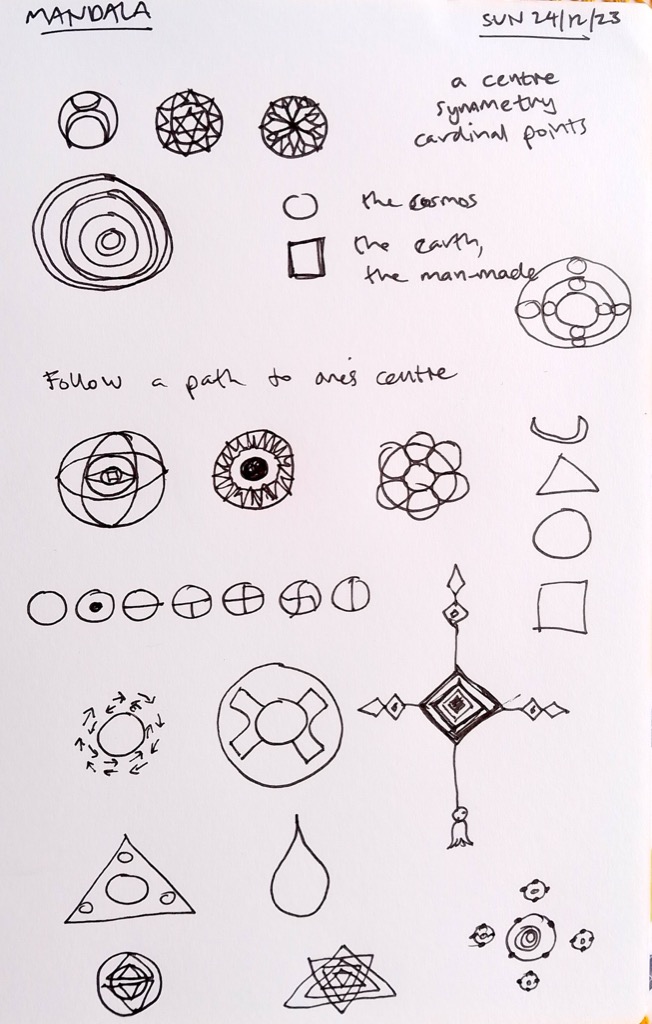 MANDALA
SUN 24/12/23
a centre
symmetry
cardinal points
the cosmos
the earth,
the man-made
Follow a path to one's centre